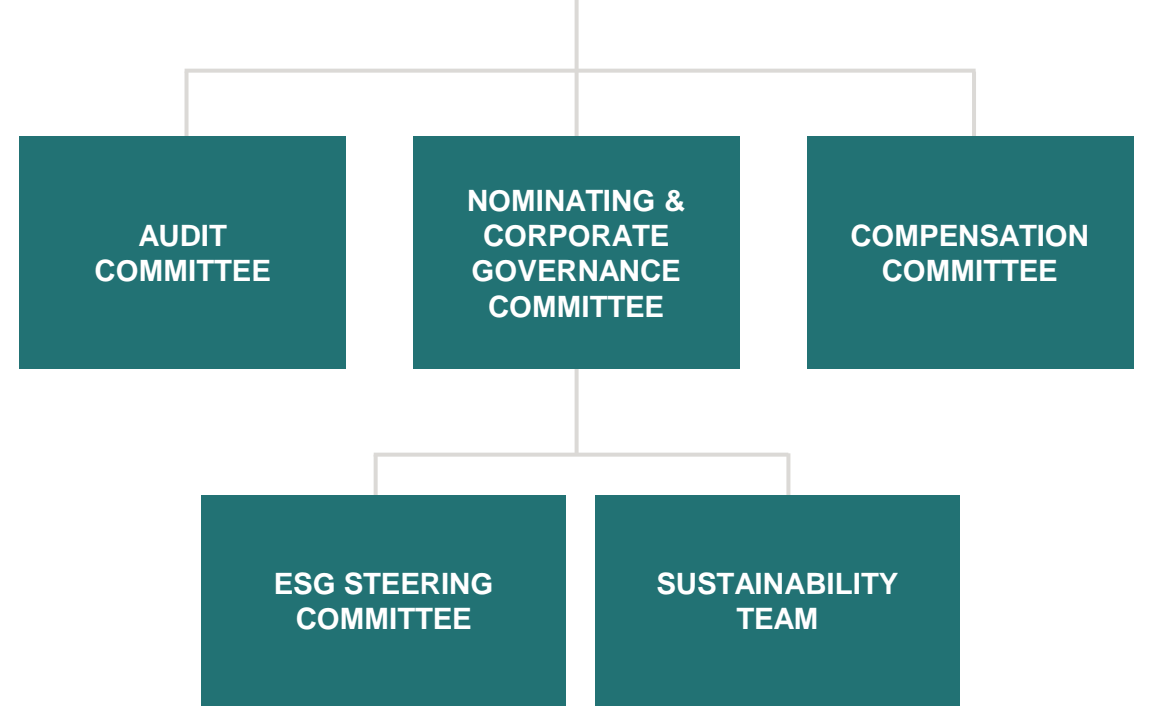 AUDIT
COMMITTEE
NOMINATING &
CORPORATE
GOVERNANCE
COMMITTEE
COMPENSATION
COMMITTEE
ESG STEERING
COMMITTEE
SUSTAINABILITY
TEAM